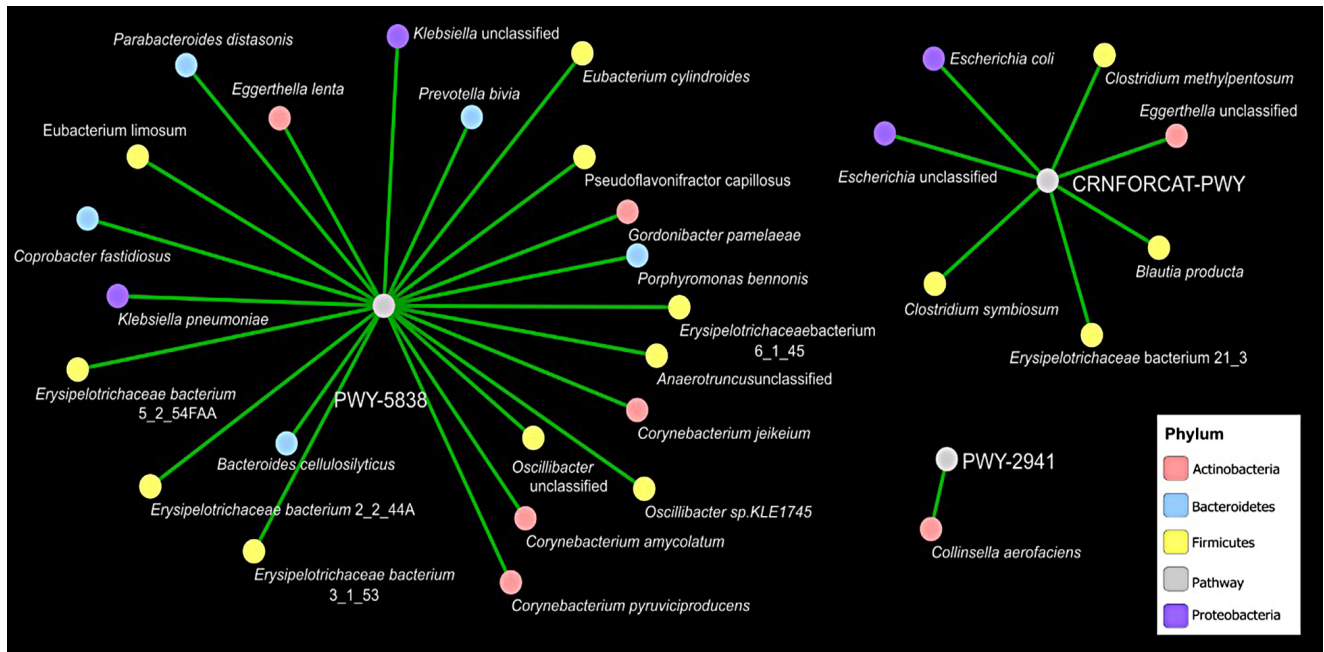 Parabacteroides distasonis
Klebsiella unclassified
Eubacterium cylindroides
Eggerthella lenta
Prevotella bivia
Eubacterium limosum
Pseudoflavonifractor capillosus
Gordonibacter pamelaeae
Coprobacter fastidiosus
Porphyromonas bennonis
Klebsiella pneumoniae
Erysipelotrichaceaebacterium
6_1_45
Anaerotruncusunclassified
Erysipelotrichaceae bacterium
5_2_54FAA
PWY-5838
Corynebacterium jeikeium
Bacteroides cellulosilyticus
Oscillibacter
unclassified
Erysipelotrichaceae bacterium 2_2_44A
Oscillibacter sp.KLE1745
Corynebacterium amycolatum
Erysipelotrichaceae bacterium
3_1_53
Corynebacterium pyruviciproducens
Escherichia coli
Clostridium methylpentosum
Eggerthella unclassified
Escherichia unclassified
CRNFORCAT-PWY
Blautia producta
Clostridium symbiosum
Erysipelotrichaceae bacterium 21_3
PWY-2941
Collinsella aerofaciens
Phylum
Actinobacteria
Bacteroidetes
Firmicutes
Pathway
Proteobacteria